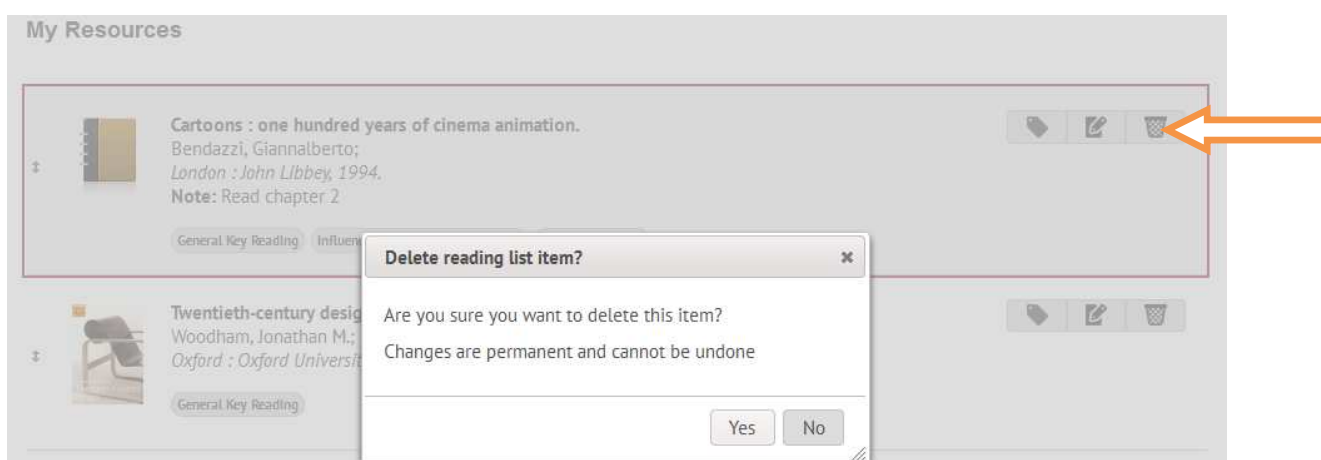 My Resources
Cartoons : one hundred years of cinema animation.
Bendazzi, Giannalberto;
London : John Libbey, 1994.
Note: Read chapter 2
General Key Reading
Delete reading list item?
Are you sure you want to delete this item?
Changes are permanent and cannot be undone
Yes No
Twentieth-century
Woodham, Jonathan M.;
Oxford : Oxford
General Key Reading